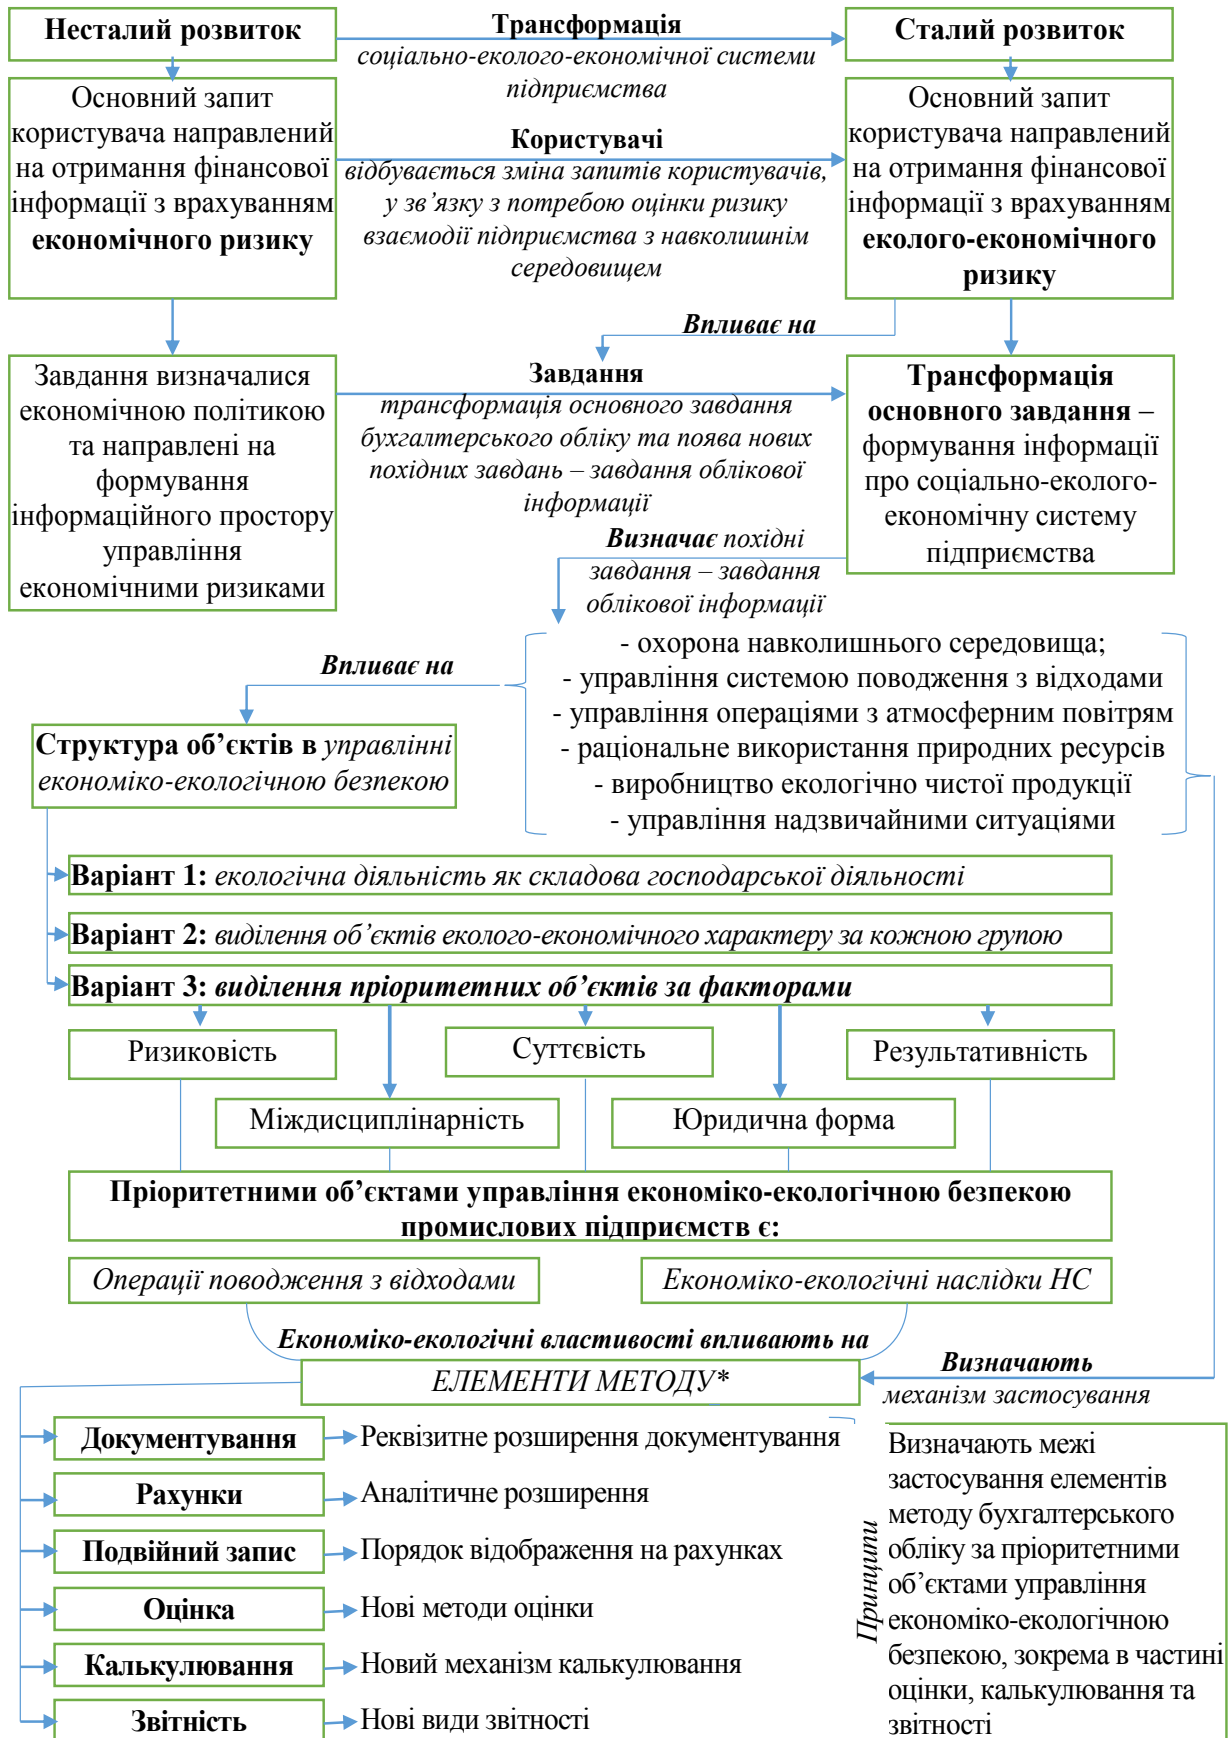 Несталий розвиток
Трансформація
соціально-еколого-економічної системи
підприємства
Сталий розвиток
Основний запит
користувача направлений
на отримання фінансової
інформації з врахуванням
економічного ризику
Користувачі
відбувається зміна запитів користувачів,
у зв’язку з потребою оцінки ризику
взаємодії підприємства з навколишнім
середовищем
Основний запит
користувача направлений
на отримання фінансової
інформації з врахуванням
еколого-економічного
ризику
Впливає на
Завдання визначалися
економічною політикою
та направлені на
формування
інформаційного простору
управління
економічними ризиками
Завдання
трансформація основного завдання
бухгалтерського обліку та поява нових
похідних завдань – завдання облікової
інформації
Трансформація
основного завдання –
формування інформації
про соціально-еколого-
економічну систему
підприємства
Визначає похідні
завдання – завдання
облікової інформації
Впливає на
- охорона навколишнього середовища;
- управління системою поводження з відходами
- управління операціями з атмосферним повітрям
- раціональне використання природних ресурсів
- виробництво екологічно чистої продукції
- управління надзвичайними ситуаціями
Структура об’єктів в управлінні
економіко-екологічною безпекою
Варіант 1: екологічна діяльність як складова господарської діяльності
Варіант 2: виділення об’єктів еколого-економічного характеру за кожною групою
Варіант 3: виділення пріоритетних об’єктів за факторами
Ризиковість
Суттєвість
Результативність
Міждисциплінарність
Юридична форма
Пріоритетними об’єктами управління економіко-екологічною безпекою
промислових підприємств є:
Операції поводження з відходами
Економіко-екологічні наслідки НС
Економіко-екологічні властивості впливають на
ЕЛЕМЕНТИ МЕТОДУ*
Визначають
механізм застосування
Документування
Реквізитне розширення документування
Рахунки
Аналітичне розширення
Подвійний запис
Порядок відображення на рахунках
Оцінка
Нові методи оцінки
Калькулювання
Новий механізм калькулювання
Звітність
Нові види звітності
Принципи
Визначають межі
застосування елементів
методу бухгалтерського
обліку за пріоритетними
об’єктами управління
економіко-екологічною
безпекою, зокрема в частині
оцінки, калькулювання та
звітності